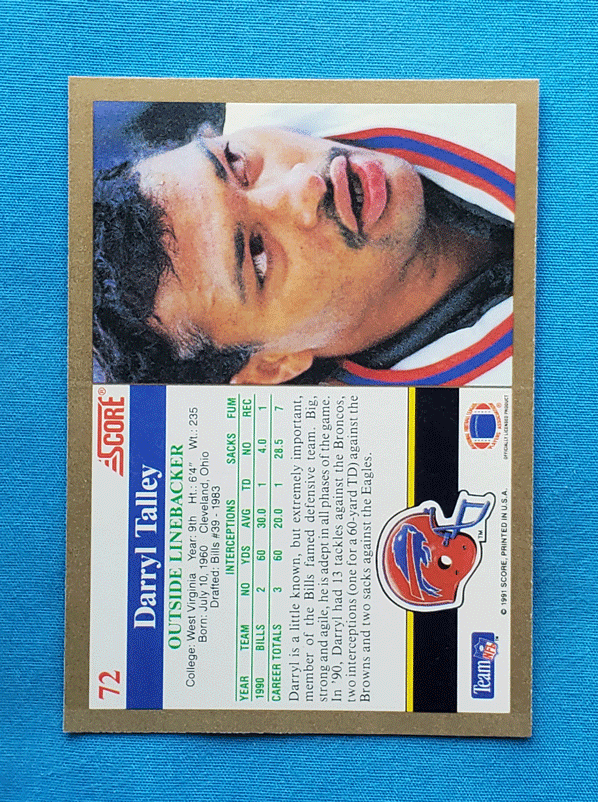 72
Darryl Talley
SCORE®
OUTSIDE LINEBACKER
College: West Virginia Year: 9th Ht.: 6'4" Wt.: 235
Born: July 10, 1960 Cleveland, Ohio
Drafted: Bills #39 - 1983
INTERCEPTIONS SACKS FUM
YEAR TEAM NO YDS AVG TD NO REC
1990 BILLS 2 60 30.0 1 4.0 1
CAREER TOTALS 3 60 20.0 1 28.5 7
Darryl is a little known, but extremely important,
member of the Bills famed defensive team. Big,
strong and agile, he is adept in all phases of the game.
In '90, Darryl had 13 tackles against the Broncos,
two interceptions (one for a 60-yard TD) against the
Browns and two sacks against the Eagles.
TM
Team NFL™
© 1991 SCORE, PRINTED IN U.S.A.
OFFICIALLY LICENSED PRODUCT